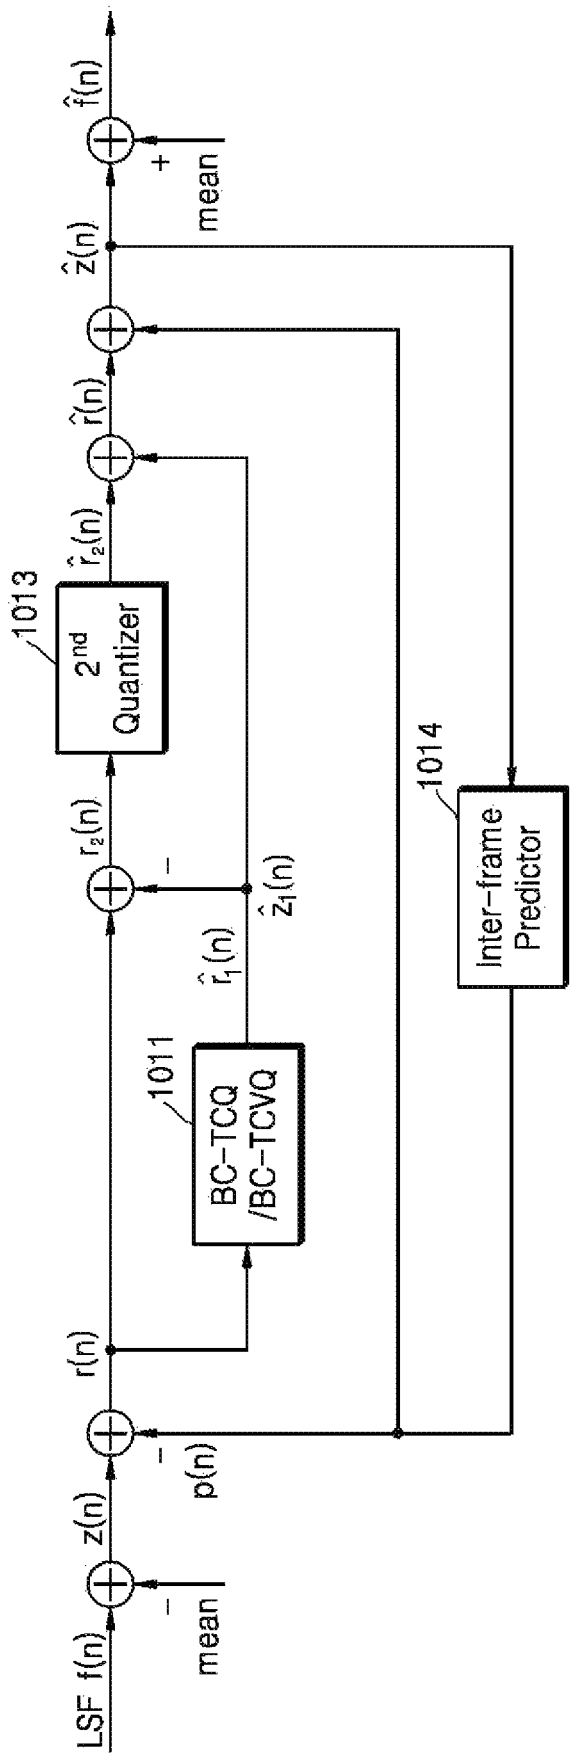 LSF f(n)
mean
−
z(n)
−
p(n)
r(n)
1011
BC-TCQ
/BC-TCVQ
r̂₁(n)
ẑ₁(n)
−
r₂(n)
1013
2nd
Quantizer
r̂₂(n)
r̂(n)
ẑ(n)
+
mean
f̂(n)
1014
Inter-frame
Predictor